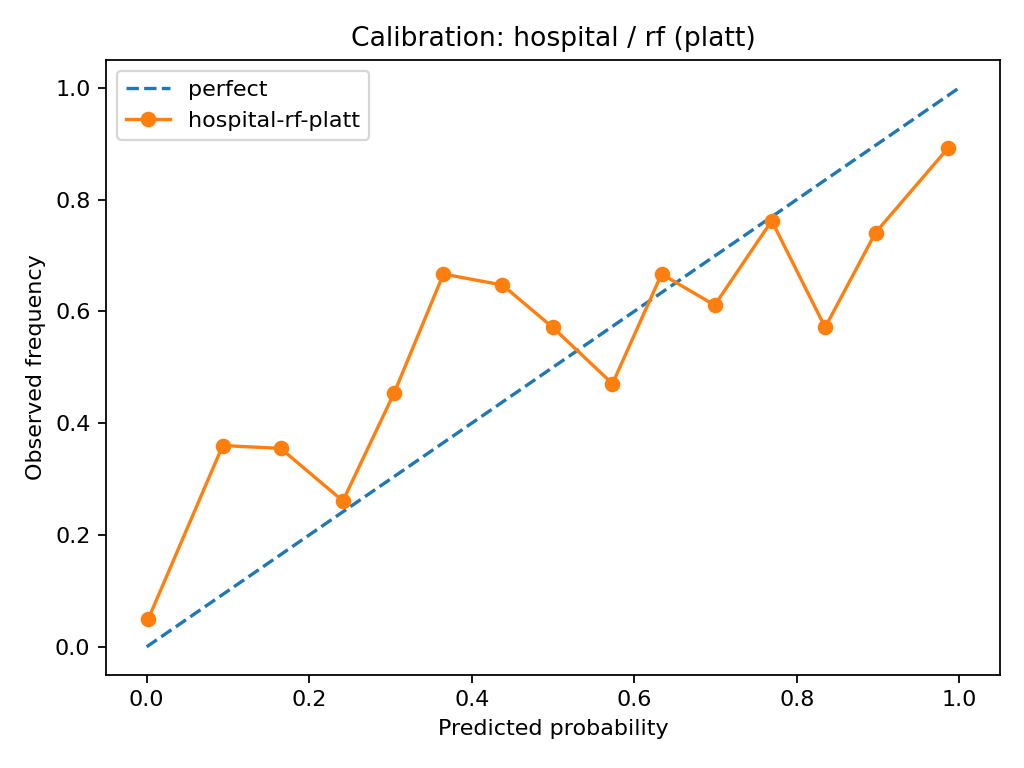 Calibration: hospital / rf (platt)
perfect
hospital-rf-platt
Observed frequency
1.0
0.8
0.6
0.4
0.2
0.0
0.0 0.2 0.4 0.6 0.8 1.0
Predicted probability